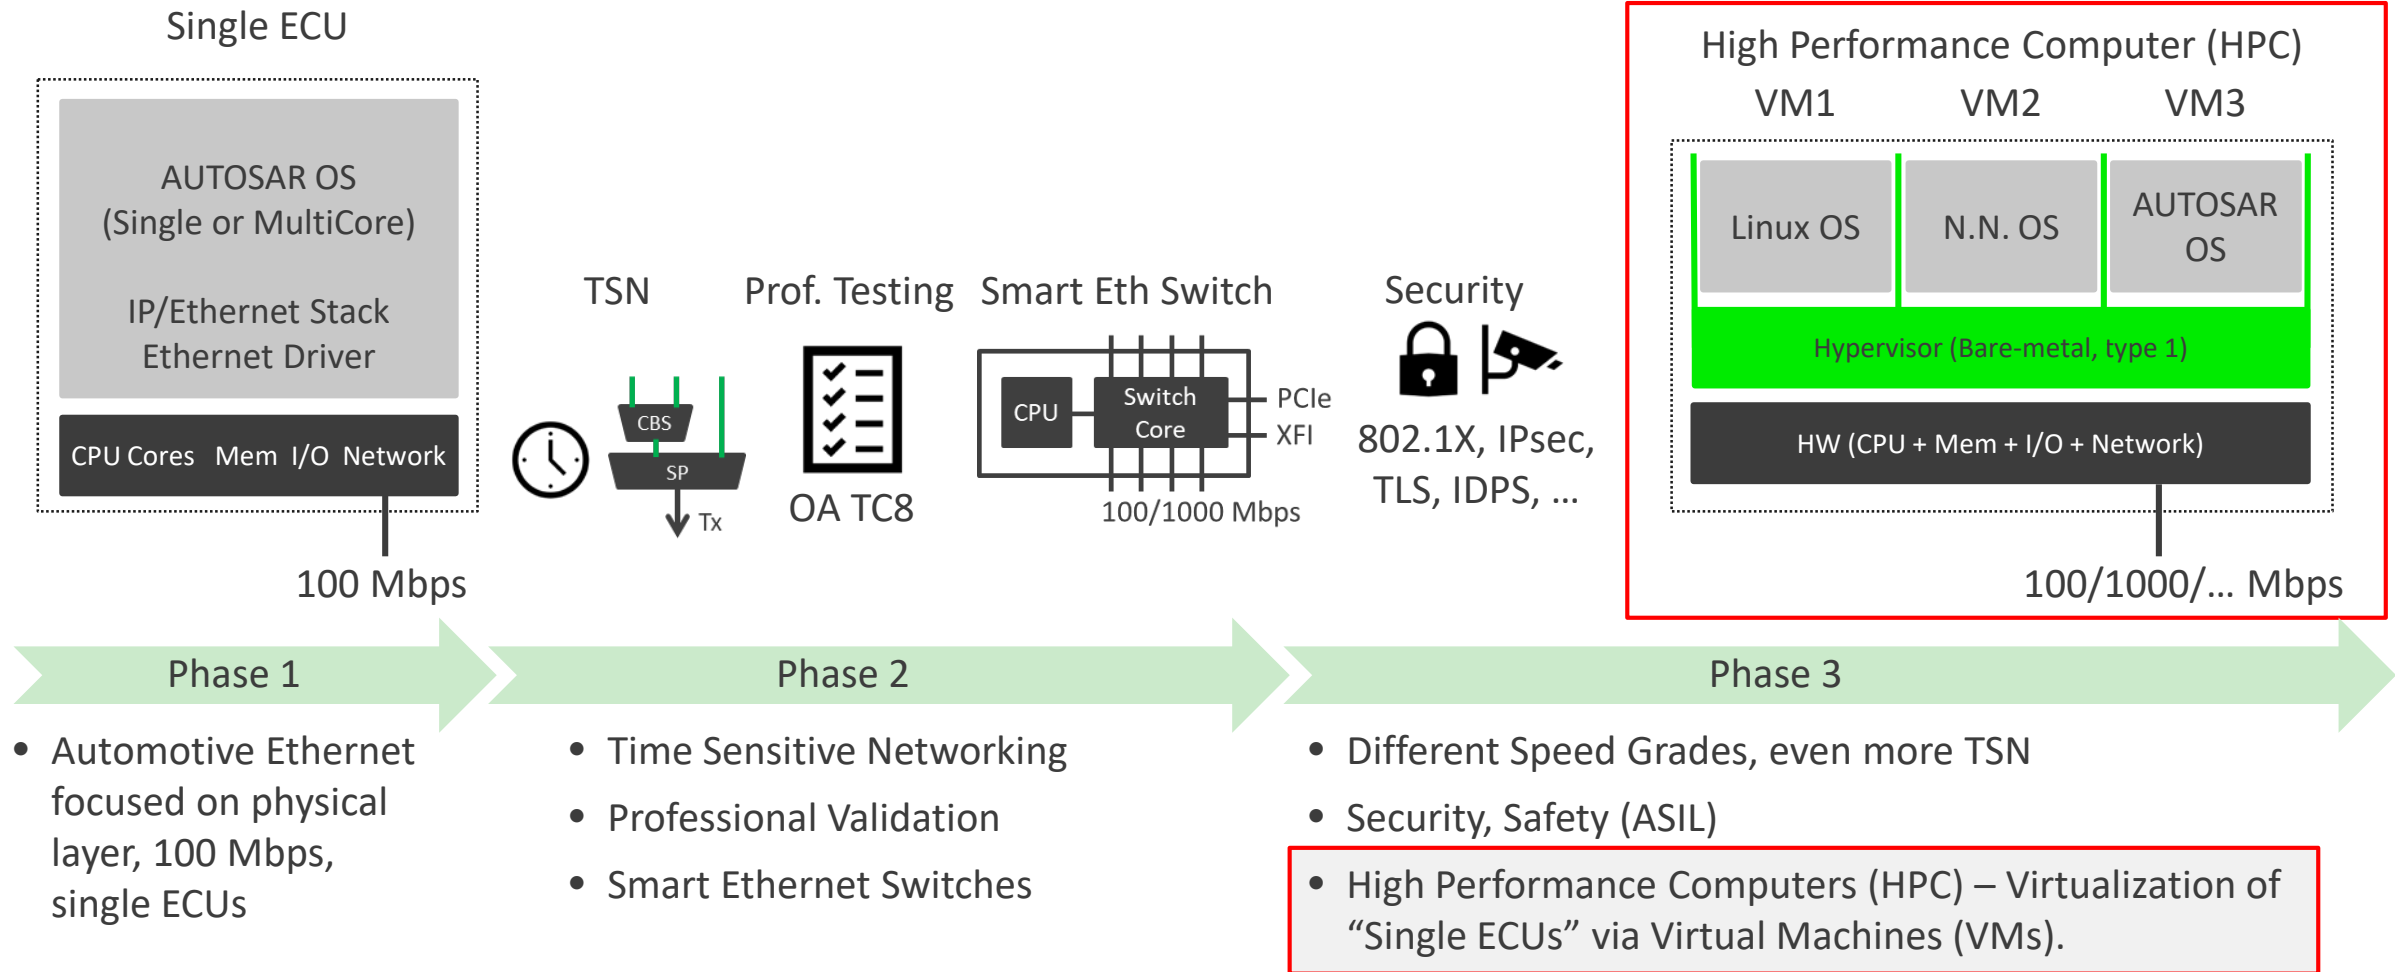 Single ECU
AUTOSAR OS
(Single or MultiCore)
IP/Ethernet Stack
Ethernet Driver
CPU Cores Mem I/O Network
100 Mbps
TSN
CBS
SP
Tx
Prof. Testing
OA TC8
Smart Eth Switch
CPU
Switch
Core
PCIe
XFI
100/1000 Mbps
Security
802.1X, IPsec,
TLS, IDPS, ...
High Performance Computer (HPC)
VM1 VM2 VM3
Linux OS
N.N. OS
AUTOSAR
OS
Hypervisor (Bare-metal, type 1)
HW (CPU + Mem + I/O + Network)
100/1000/... Mbps
Phase 1
Phase 2
Phase 3
• Automotive Ethernet
focused on physical
layer, 100 Mbps,
single ECUs
• Time Sensitive Networking
• Professional Validation
• Smart Ethernet Switches
• Different Speed Grades, even more TSN
• Security, Safety (ASIL)
• High Performance Computers (HPC) – Virtualization of
“Single ECUs” via Virtual Machines (VMs).